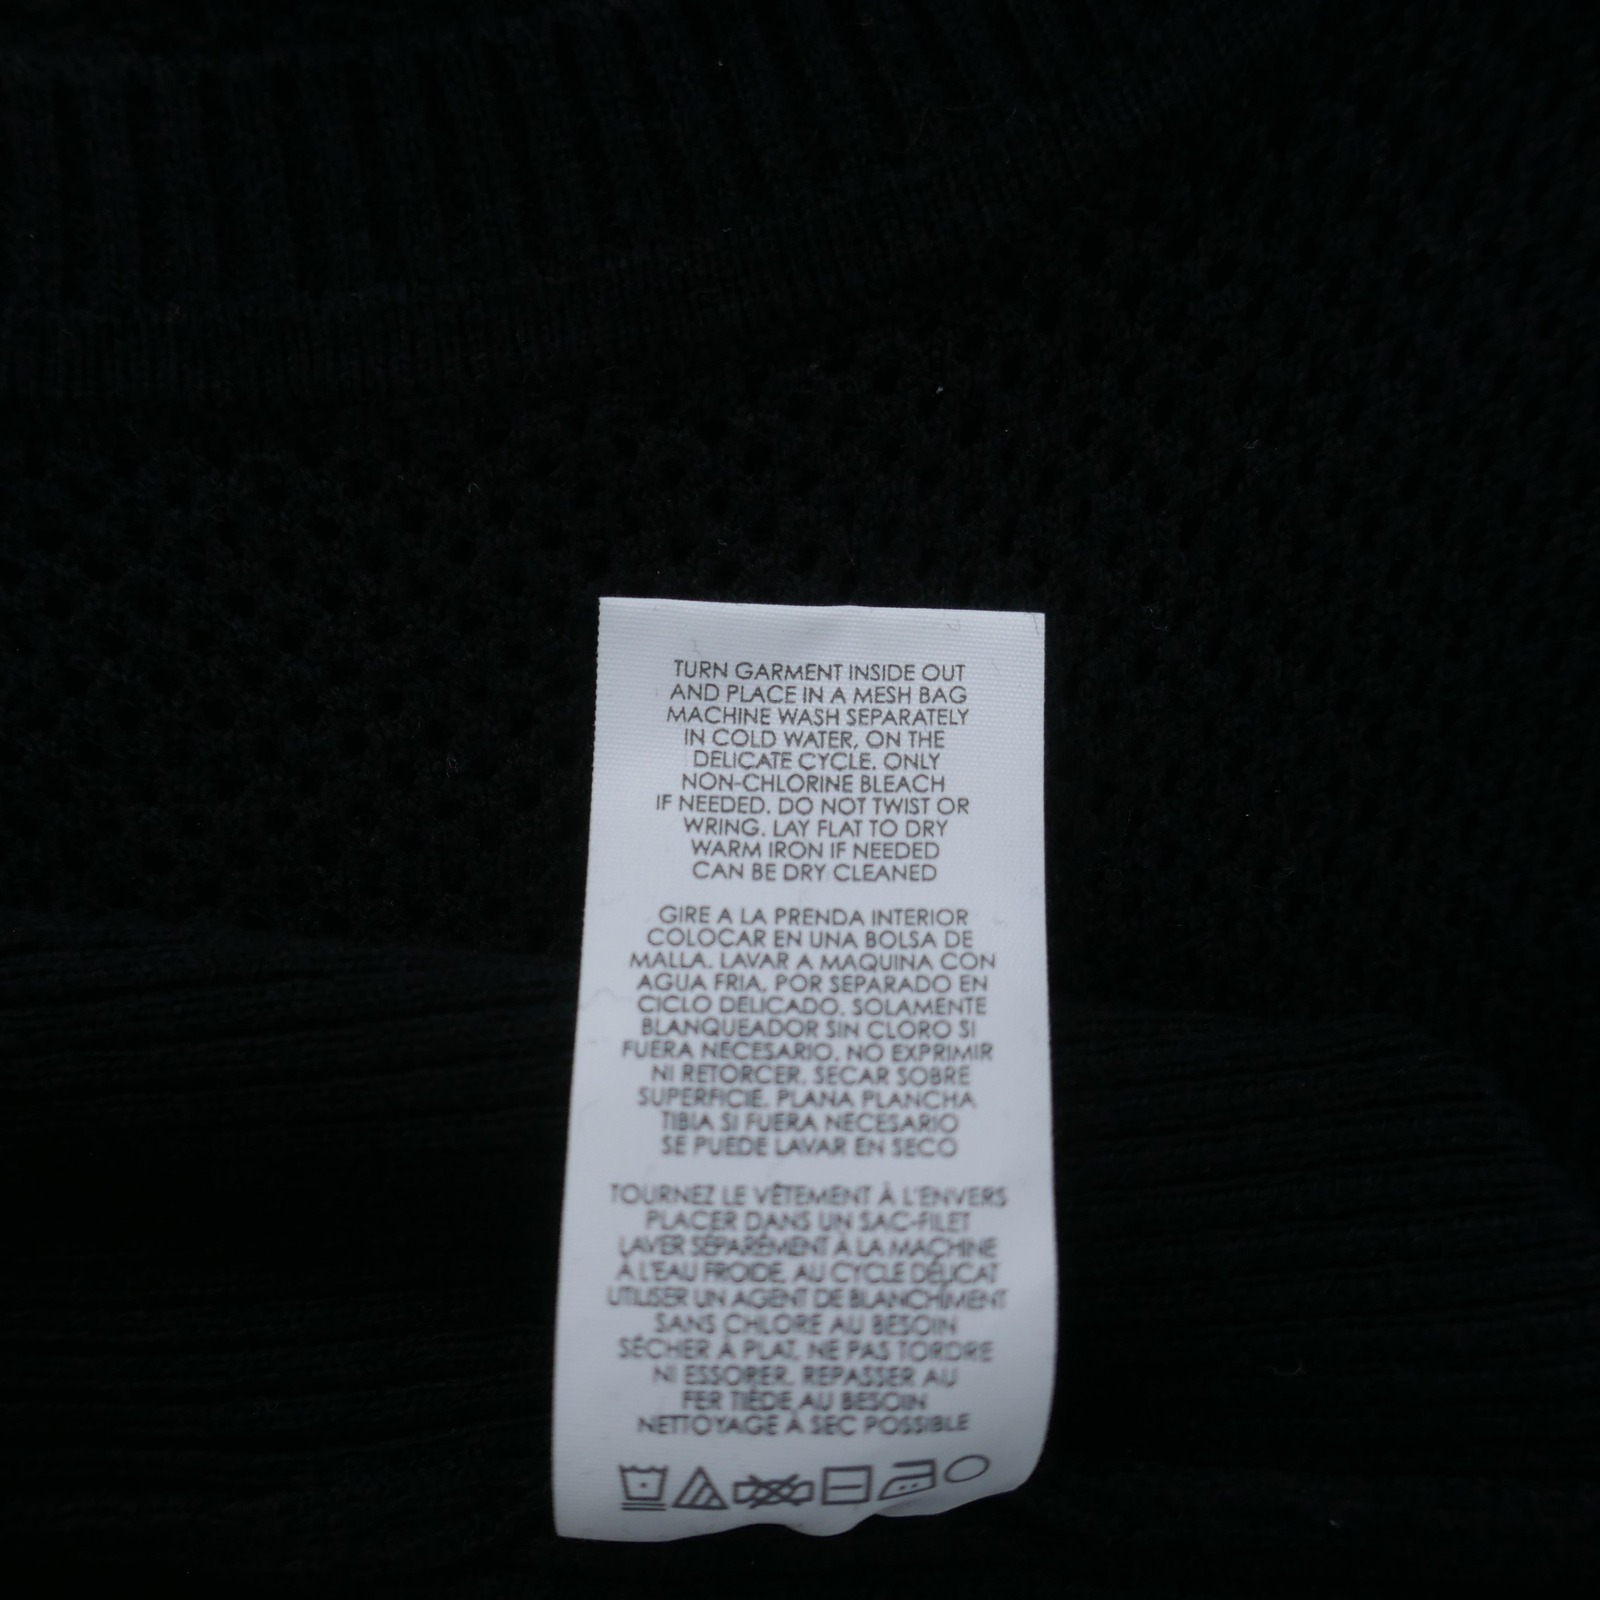 TURN GARMENT INSIDE OUT
AND PLACE IN A MESH BAG
MACHINE WASH SEPARATELY
IN COLD WATER, ON THE
DELICATE CYCLE. ONLY
NON-CHLORINE BLEACH
IF NEEDED. DO NOT TWIST OR
WRING. LAY FLAT TO DRY
WARM IRON IF NEEDED
CAN BE DRY CLEANED
GIRE A LA PRENDA INTERIOR
COLOCAR EN UNA BOLSA DE
MALLA. LAVAR A MAQUINA CON
AGUA FRIA, POR SEPARADO EN
CICLO DELICADO. SOLAMENTE
BLANQUEADOR SIN CLORO SI
FUERA NECESARIO. NO EXPRIMIR
NI RETORCER. SECAR SOBRE
SUPERFICIE. PLANA PLANCHA
TIBIA SI FUERA NECESARIO
SE PUEDE LAVAR EN SECO
TOURNEZ LE VÊTEMENT À L'ENVERS
PLACER DANS UN SAC-FILET
LAVER SÉPARÉMENT À LA MACHINE
À L'EAU FROIDE, AU CYCLE DÉLICAT
UTILISER UN AGENT DE BLANCHIMENT
SANS CHLORE AU BESOIN
SÉCHER À PLAT. NE PAS TORDRE
NI ESSORER. REPASSER AU
FER TIÈDE AU BESOIN
NETTOYAGE À SEC POSSIBLE